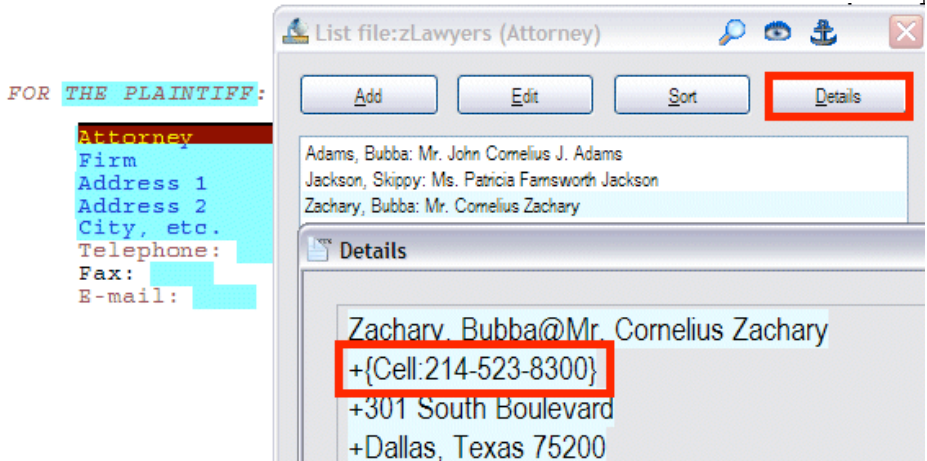 List file:zLawyers (Attorney)
FOR THE PLAINTIFF:
Add Edit Sort Details
Attorney
Firm
Address 1
Address 2
City, etc.
Telephone:
Fax:
E-mail:
Adams, Bubba: Mr. John Cornelius J. Adams
Jackson, Skippy: Ms. Patricia Farnsworth Jackson
Zachary, Bubba: Mr. Cornelius Zachary
Details
Zachary, Bubba@Mr. Cornelius Zachary
+{Cell:214-523-8300}
+301 South Boulevard
+Dallas, Texas 75200